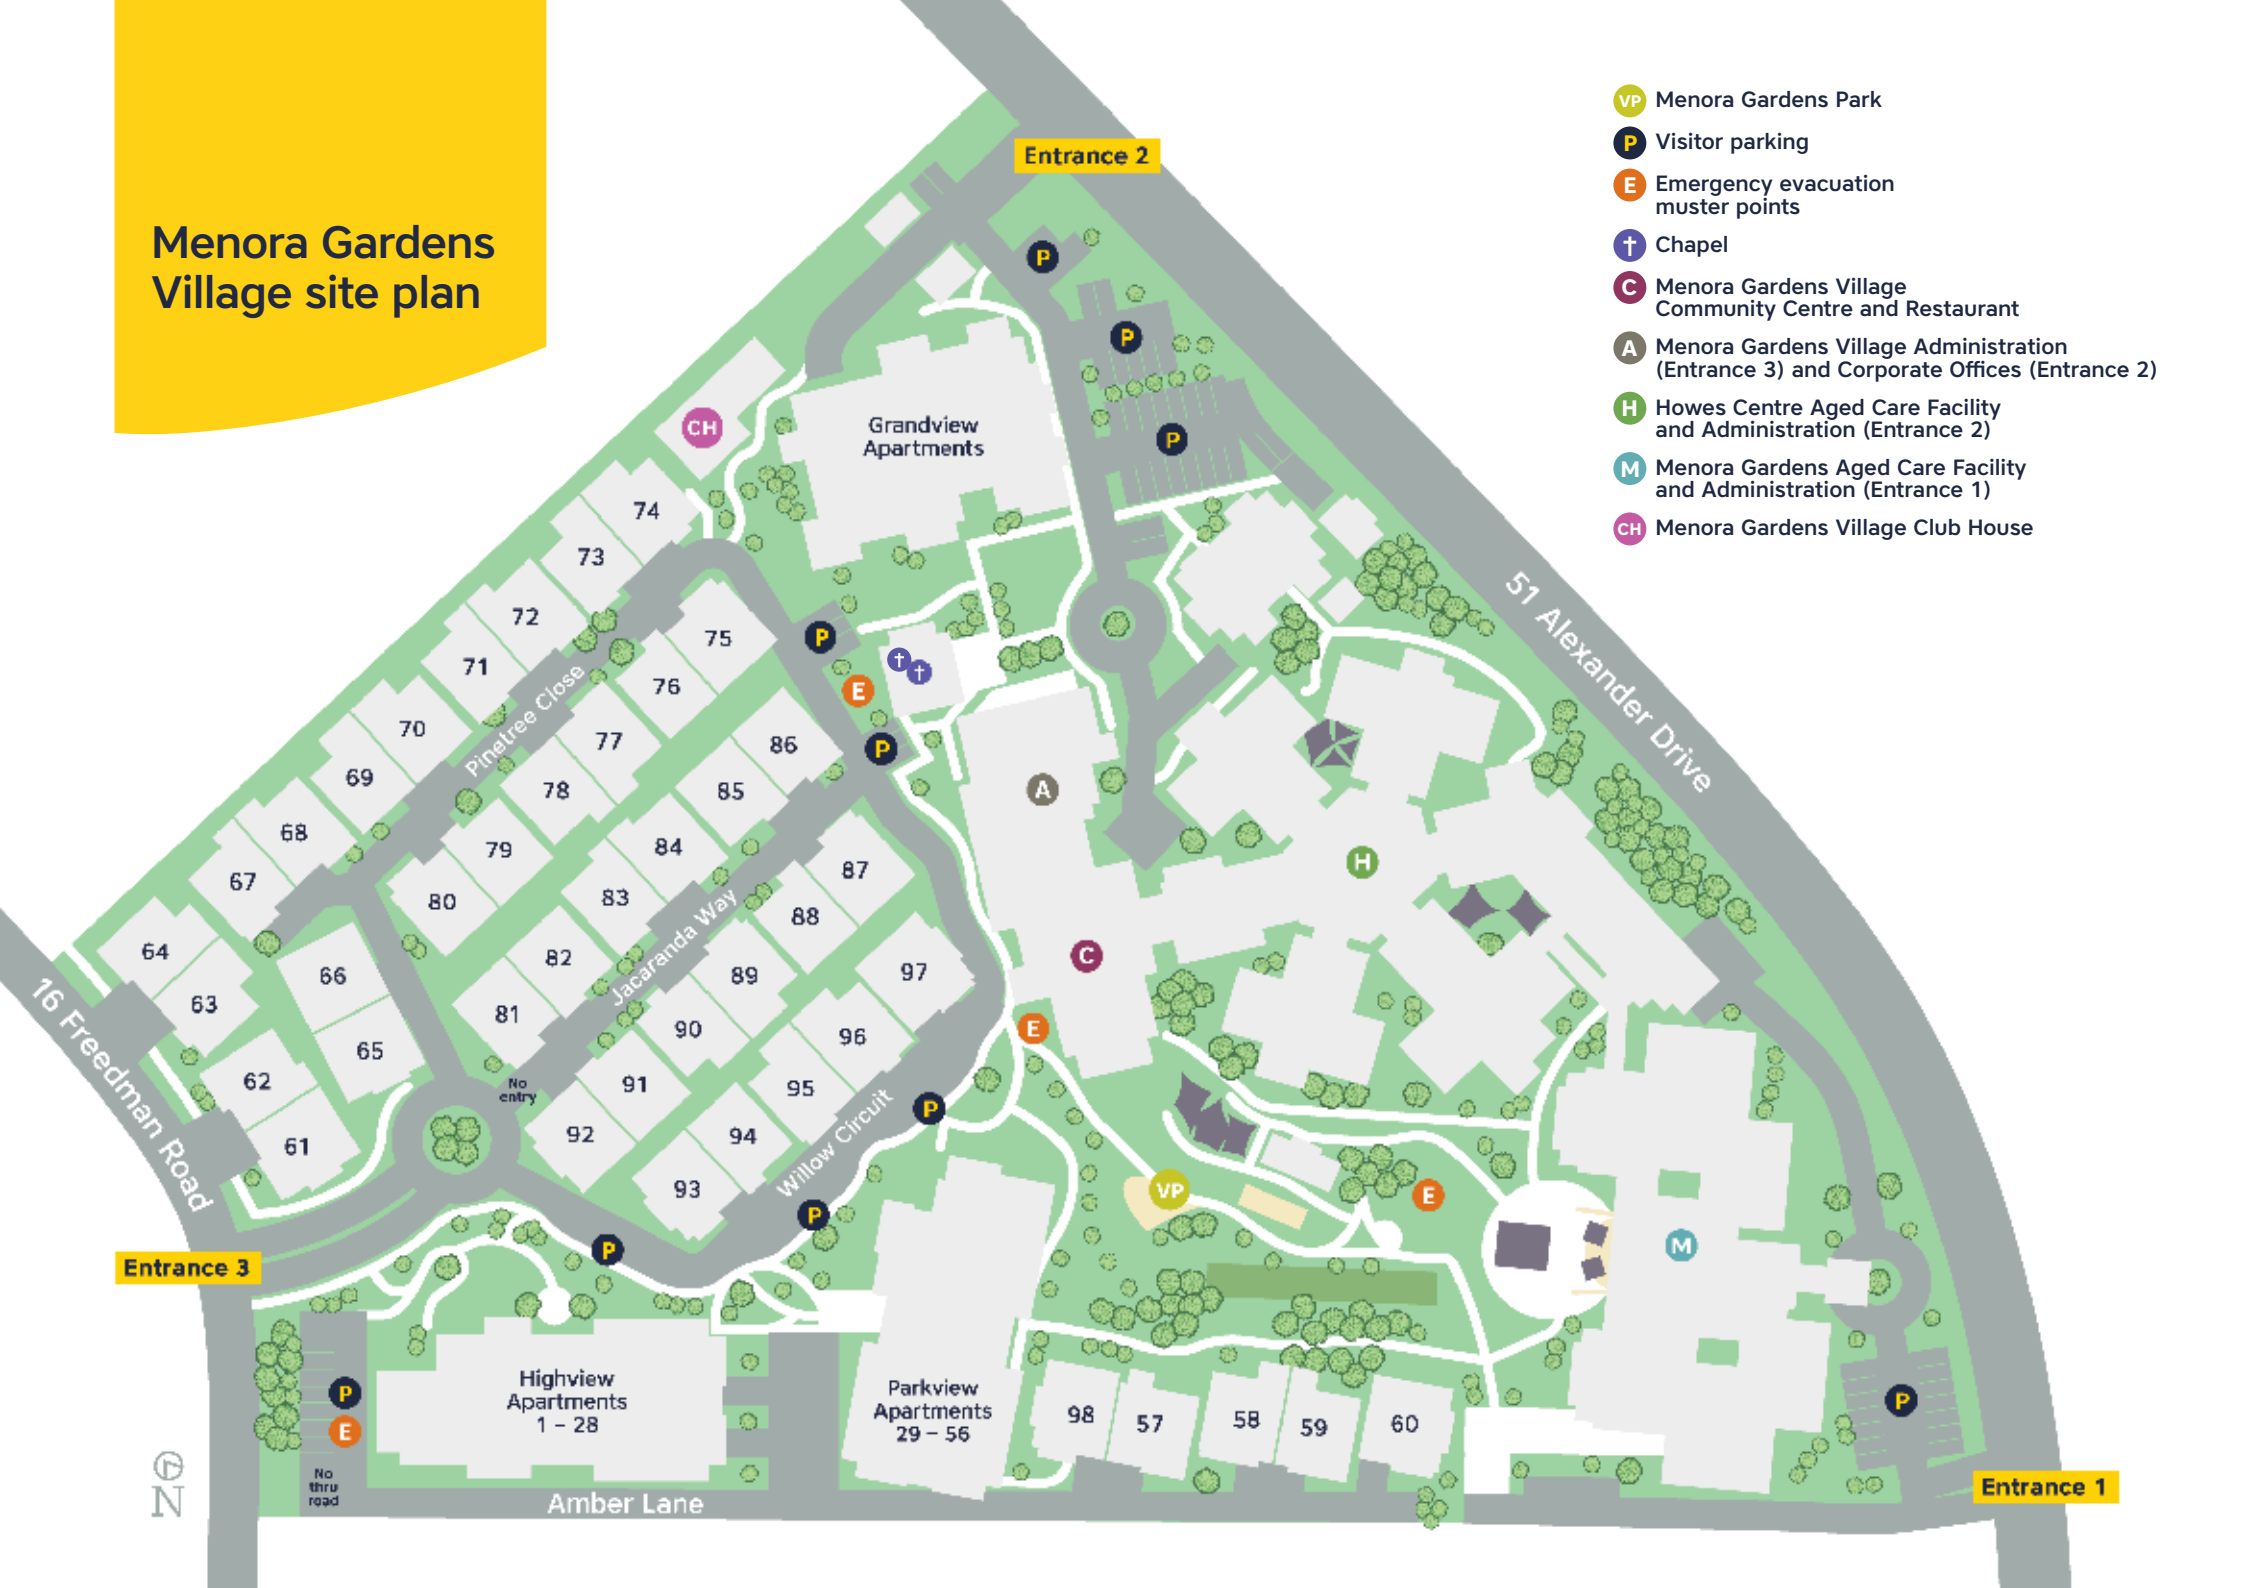 Menora Gardens
Village site plan
VP Menora Gardens Park
P Visitor parking
E Emergency evacuation
muster points
Chapel
C Menora Gardens Village
Community Centre and Restaurant
A Menora Gardens Village Administration
(Entrance 3) and Corporate Offices (Entrance 2)
H Howes Centre Aged Care Facility
and Administration (Entrance 2)
M Menora Gardens Aged Care Facility
and Administration (Entrance 1)
CH Menora Gardens Village Club House
Entrance 2
P
P
P
CH
Grandview
Apartments
74
73
72
71
70
69
68
67
64
63
66
65
62
61
Pinetree Close
75
76
77
78
79
80
P
E
P
86
85
84
83
82
81
Jacaranda Way
87
88
89
90
91
92
97
96
95
94
93
Willow Circuit
No
entry
A
C
E
H
51 Alexander Drive
16 Freedman Road
P
P
P
VP
E
M
Entrance 3
P
E
No
thru
road
Highview
Apartments
1 – 28
Parkview
Apartments
29 – 56
98
57
58
59
60
P
Amber Lane
Entrance 1
N